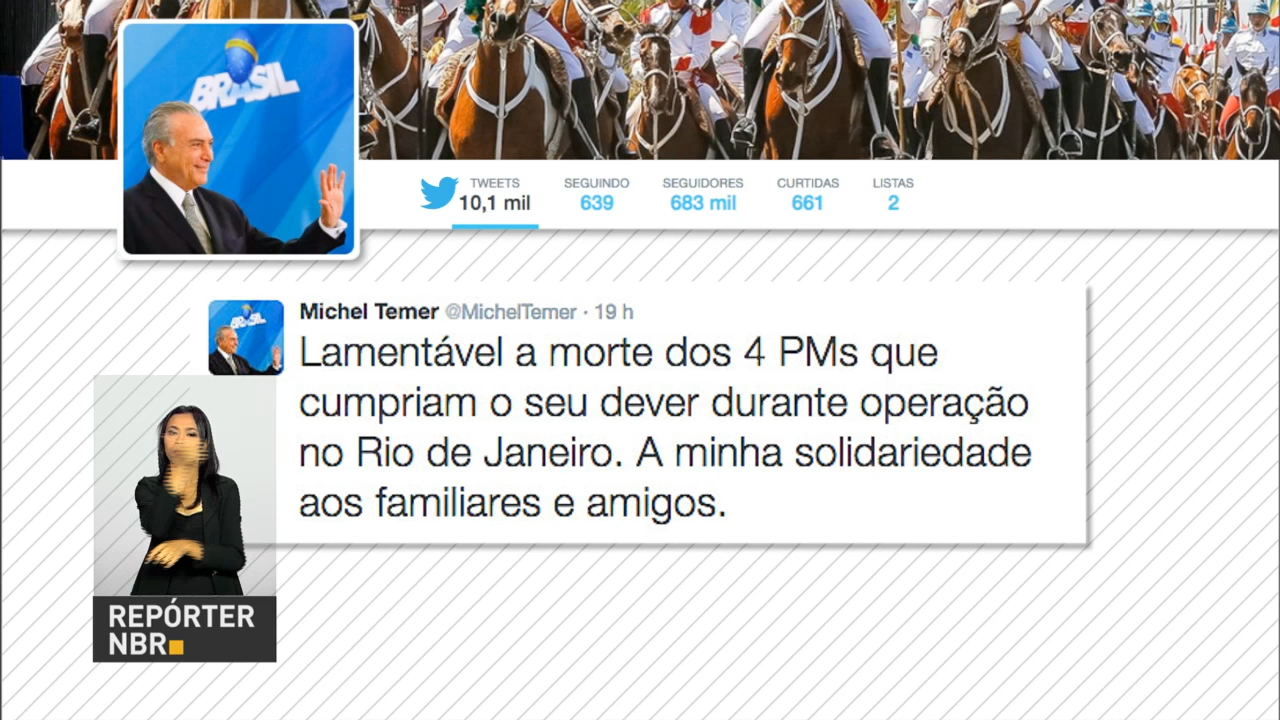 BRASIL
TWEETS
10,1 mil
SEGUINDO
639
SEGUIDORES
683 mil
CURTIDAS
661
LISTAS
2
BRASIL
Michel Temer @MichelTemer · 19 h
Lamentável a morte dos 4 PMs que
cumpriam o seu dever durante operação
no Rio de Janeiro. A minha solidariedade
aos familiares e amigos.
REPÓRTER
NBR